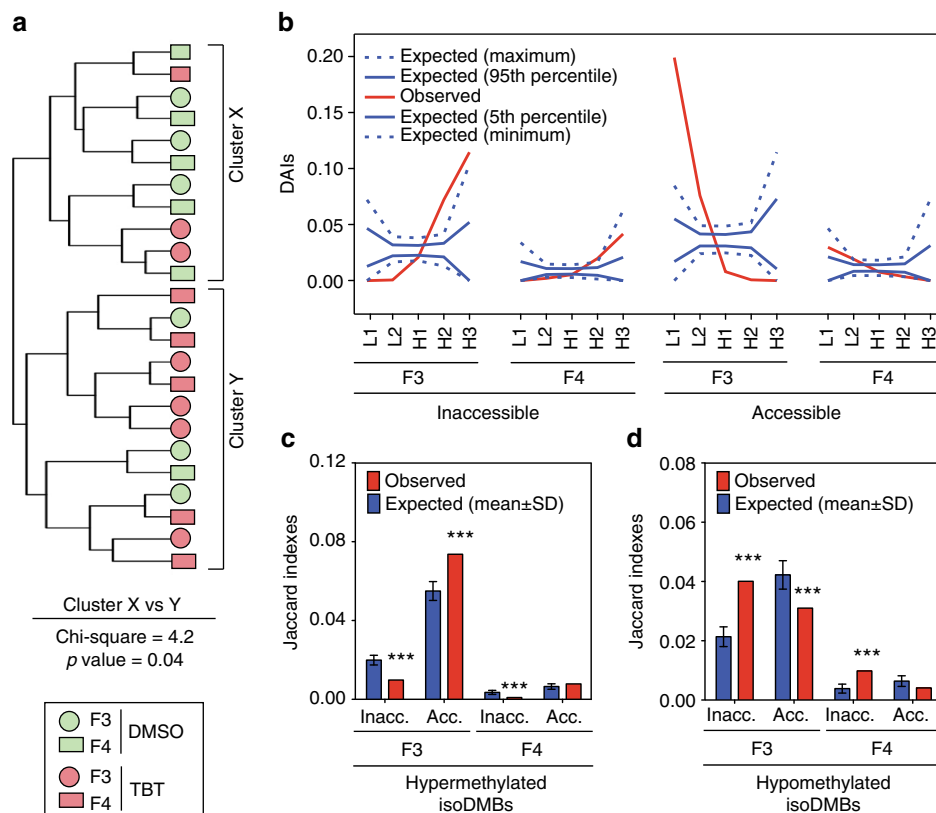 a
Cluster X
Cluster Y
Cluster X vs Y
Chi-square = 4.2
p value = 0.04
F3
F4
DMSO
F3
F4
TBT
b
0.20
0.15
0.10
0.05
0.00
DAIs
Expected (maximum)
Expected (95th percentile)
Observed
Expected (5th percentile)
Expected (minimum)
L1 L2 H1 H2 H3 L1 L2 H1 H2 H3 L1 L2 H1 H2 H3 L1 L2 H1 H2 H3
F3 F4 F3 F4
Inaccessible Accessible
c
0.12
0.08
0.04
0.00
Jaccard indexes
Observed
Expected (mean±SD)
*** *** ***
Inacc. Acc. Inacc. Acc.
F3 F4
Hypermethylated
isoDMBs
d
0.08
0.06
0.04
0.02
0.00
Jaccard indexes
Observed
Expected (mean±SD)
*** *** ***
Inacc. Acc. Inacc. Acc.
F3 F4
Hypomethylated
isoDMBs